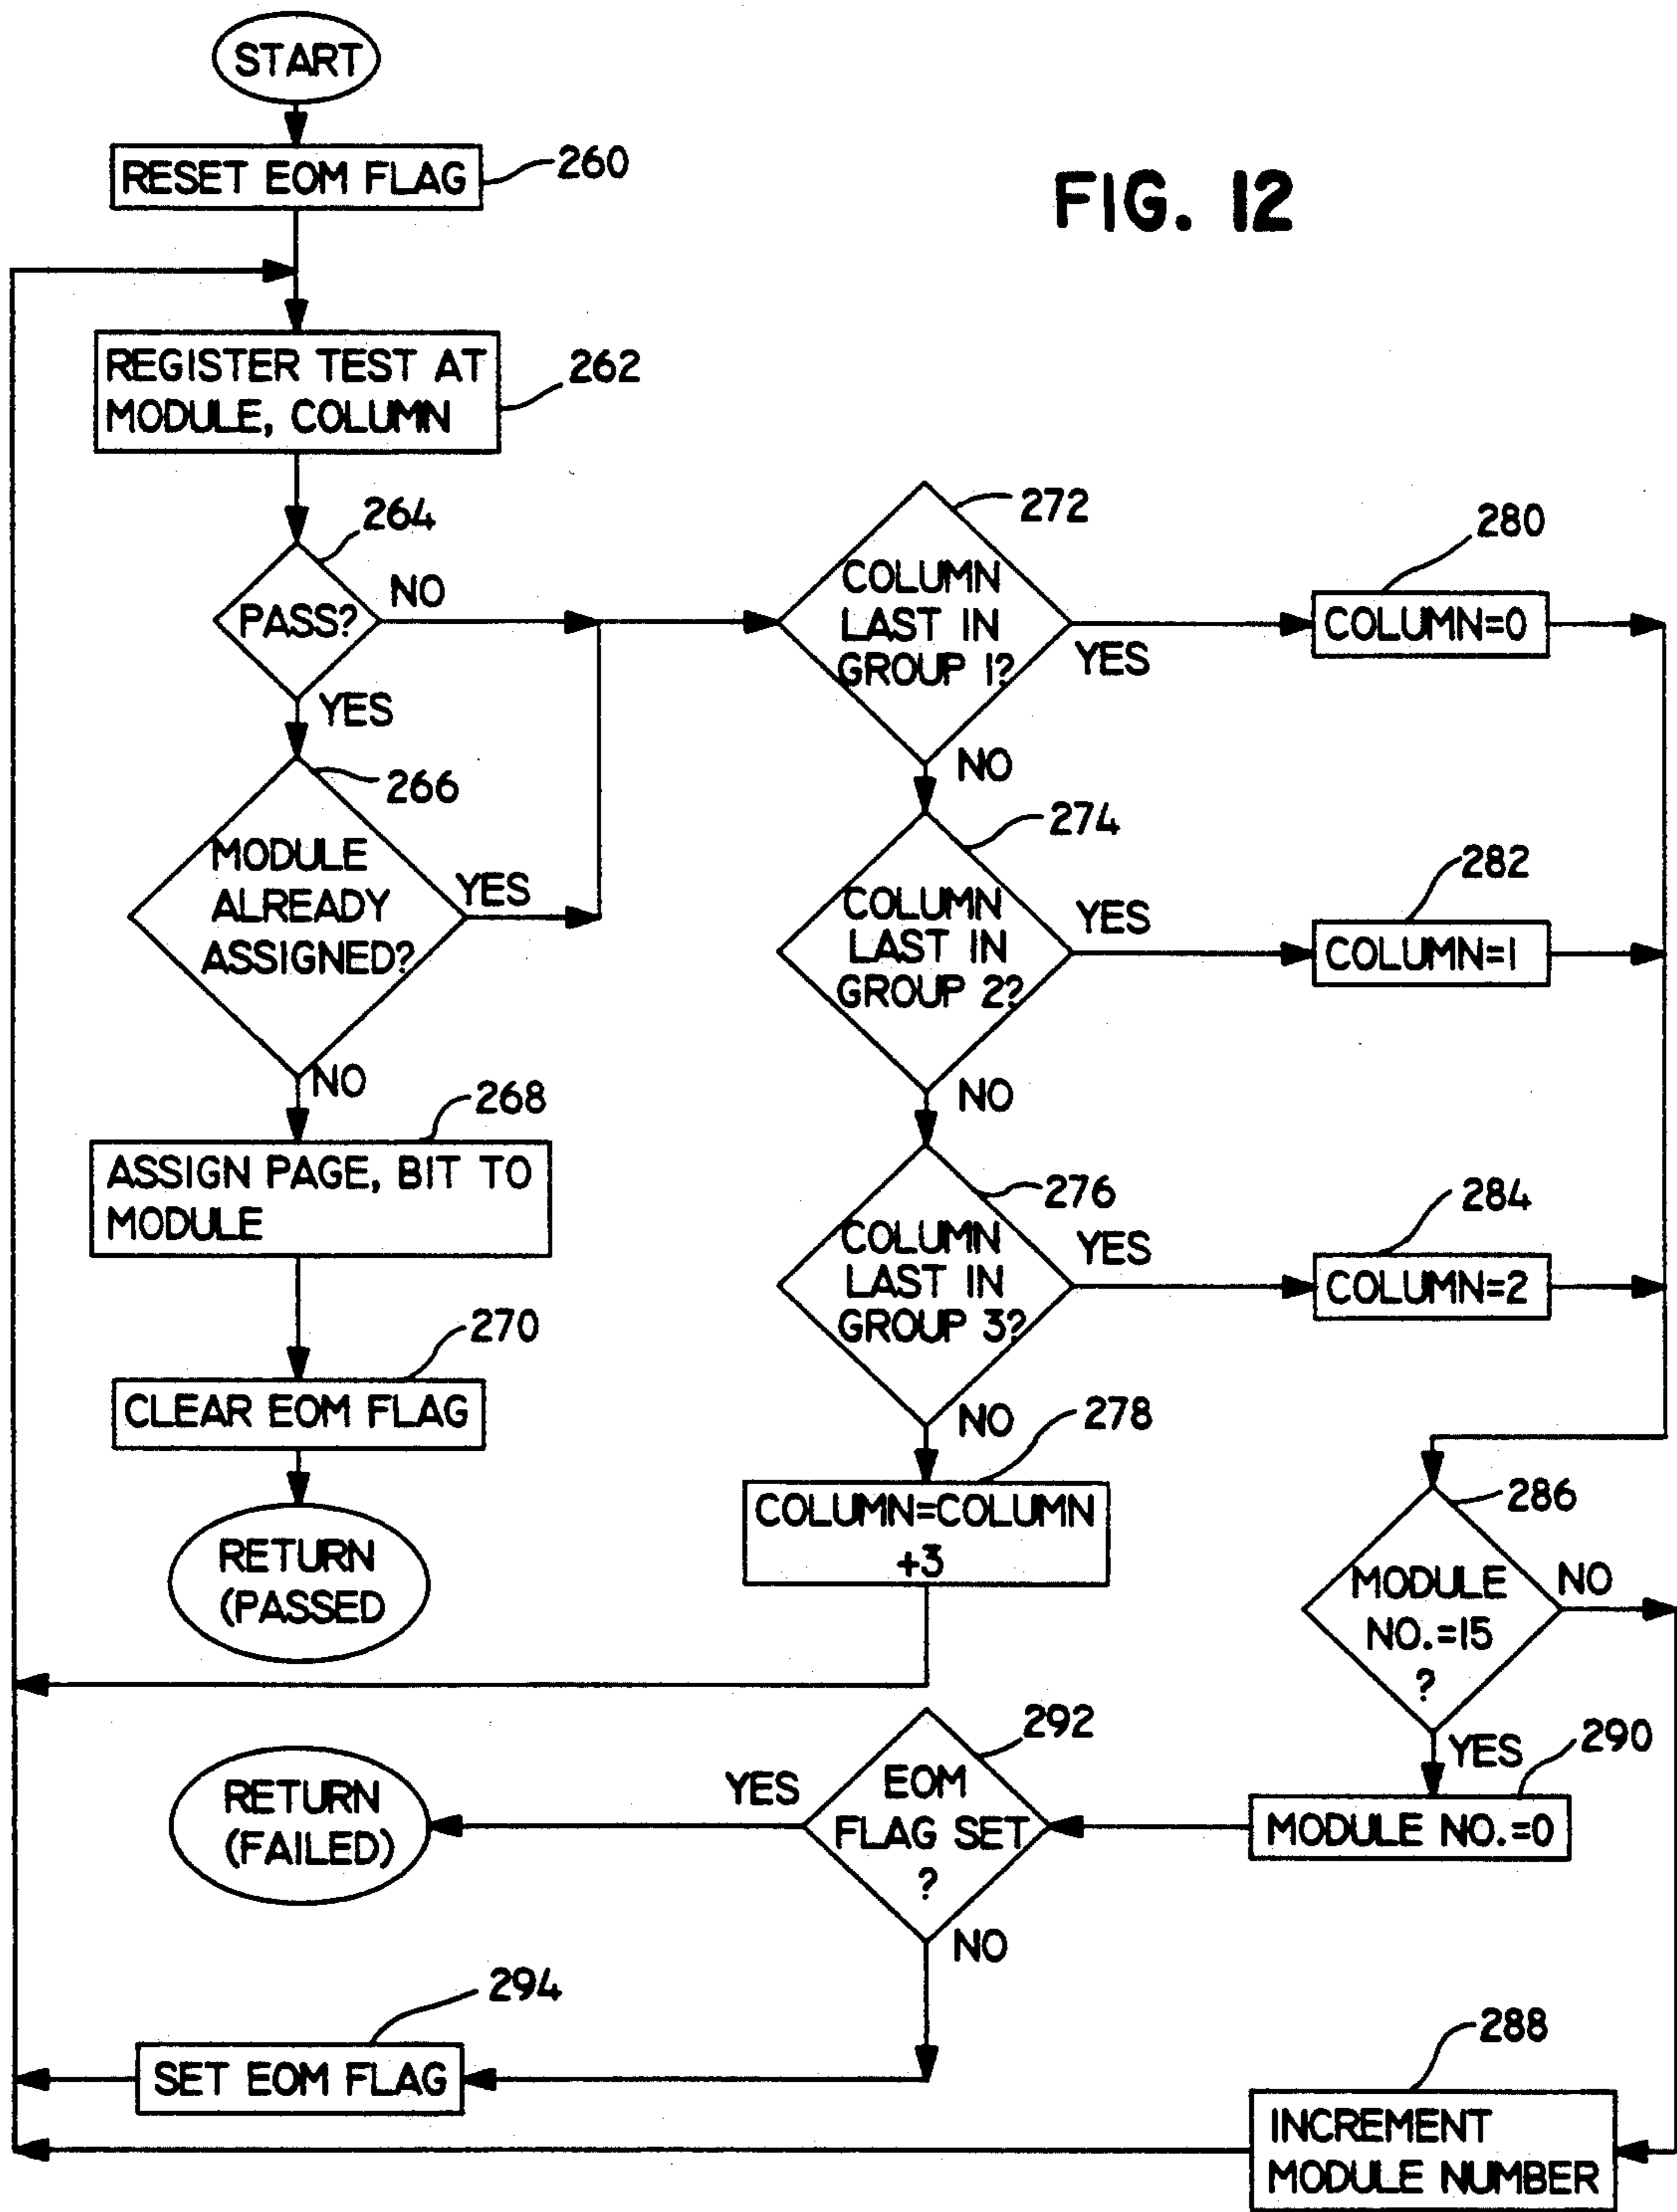 START
RESET EOM FLAG
260
FIG. 12
REGISTER TEST AT
MODULE, COLUMN
262
264
PASS?
NO
YES
266
MODULE
ALREADY
ASSIGNED?
YES
NO
268
ASSIGN PAGE, BIT TO
MODULE
270
CLEAR EOM FLAG
RETURN
(PASSED
272
COLUMN
LAST IN
GROUP 1?
YES
NO
280
COLUMN=0
274
COLUMN
LAST IN
GROUP 2?
YES
NO
282
COLUMN=1
276
COLUMN
LAST IN
GROUP 3?
YES
NO
284
COLUMN=2
278
COLUMN=COLUMN
+3
286
MODULE
NO.=15
?
NO
YES
290
MODULE NO.=0
292
EOM
FLAG SET
?
YES
NO
RETURN
(FAILED)
294
SET EOM FLAG
288
INCREMENT
MODULE NUMBER